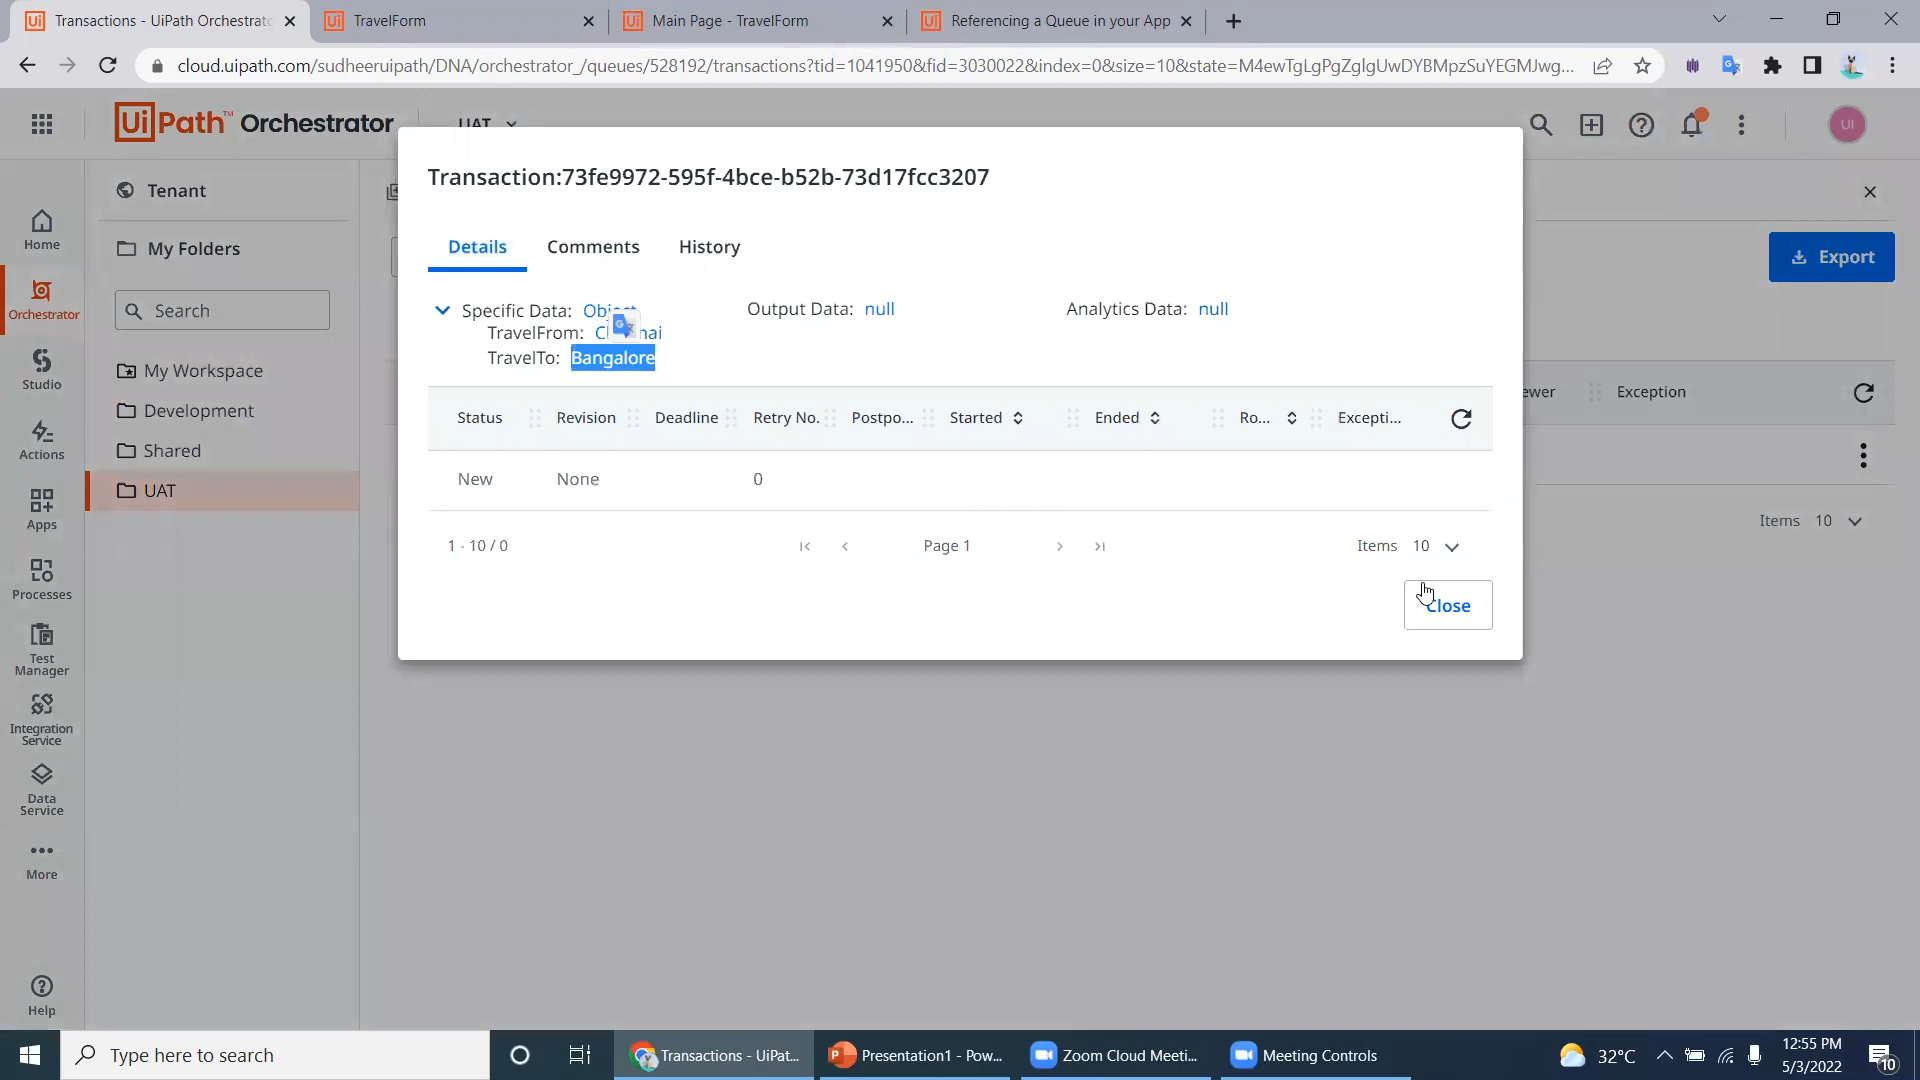 Transactions - UiPath Orchestrato
TravelForm
Main Page - TravelForm
Referencing a Queue in your App
cloud.uipath.com/sudheeruipath/DNA/orchestrator_/queues/528192/transactions?tid=1041950&fid=3030022&index=0&size=10&state=M4ewTgLgPgZglgUwDYBMpzSuYEGMJwg...
UiPath™ Orchestrator
UAT
UI
Tenant
My Folders
Search
My Workspace
Development
Shared
UAT
Home
Orchestrator
Studio
Actions
Apps
Processes
Test
Manager
Integration
Service
Data
Service
More
Help
Transaction:73fe9972-595f-4bce-b52b-73d17fcc3207
Details
Comments
History
Specific Data: Object
Output Data: null
Analytics Data: null
TravelFrom:
TravelTo: Bangalore
Status
Revision
Deadline
Retry No.
Postpo...
Started
Ended
Ro...
Excepti...
New
None
0
1 - 10 / 0
Page 1
Items 10
Close
Export
ewer
Exception
Items 10
Type here to search
Transactions - UiPat...
Presentation1 - Pow...
Zoom Cloud Meeti...
Meeting Controls
32°C
12:55 PM
5/3/2022
10